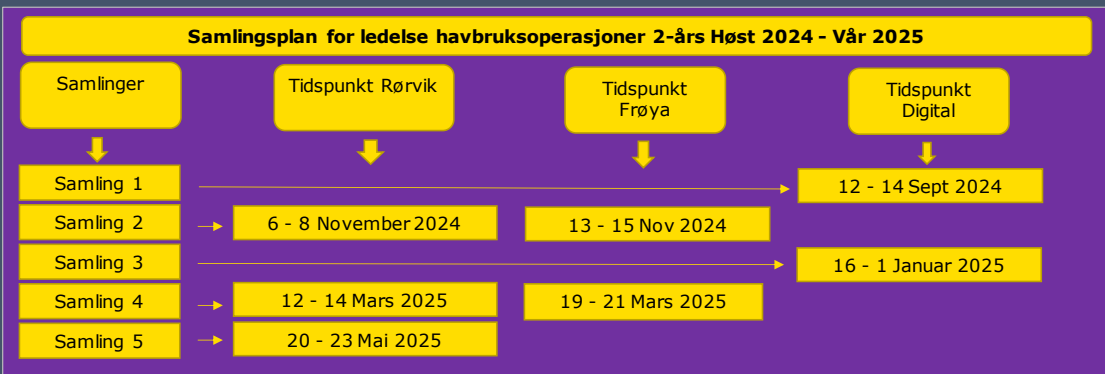 Samlingsplan for ledelse havbruksoperasjoner 2-års Høst 2024 - Vår 2025
Samlinger
Tidspunkt Rørvik
Tidspunkt
Frøya
Tidspunkt
Digital
Samling 1
12 - 14 Sept 2024
Samling 2
6 - 8 November 2024
13 - 15 Nov 2024
Samling 3
16 - 1 Januar 2025
Samling 4
12 - 14 Mars 2025
19 - 21 Mars 2025
Samling 5
20 - 23 Mai 2025